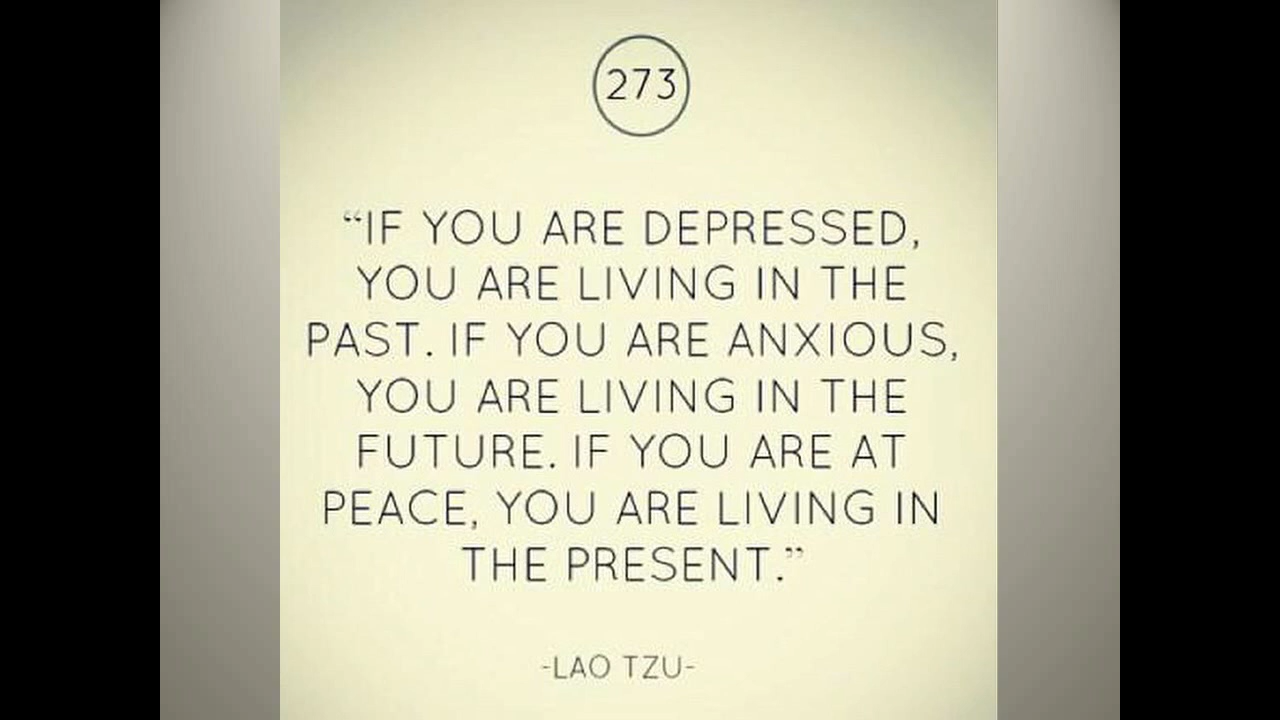 273
“IF YOU ARE DEPRESSED,
YOU ARE LIVING IN THE
PAST. IF YOU ARE ANXIOUS,
YOU ARE LIVING IN THE
FUTURE. IF YOU ARE AT
PEACE, YOU ARE LIVING IN
THE PRESENT.”
-LAO TZU-